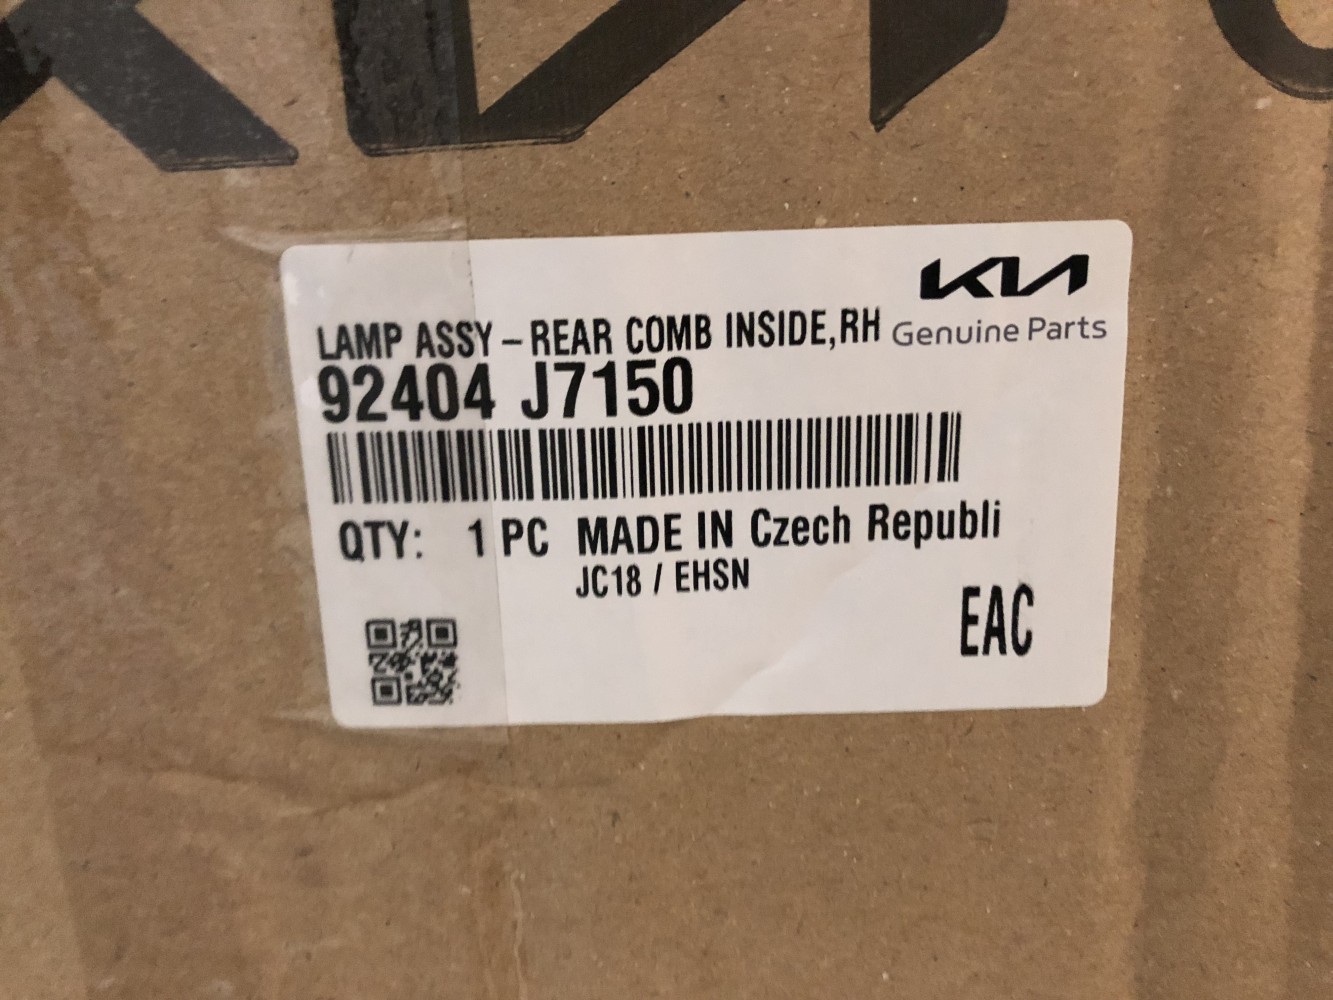 KIA
LAMP ASSY-REAR COMB INSIDE,RH
Genuine Parts
92404 J7150
QTY: 1 PC MADE IN Czech Republi
JC18 / EHSN
EAC